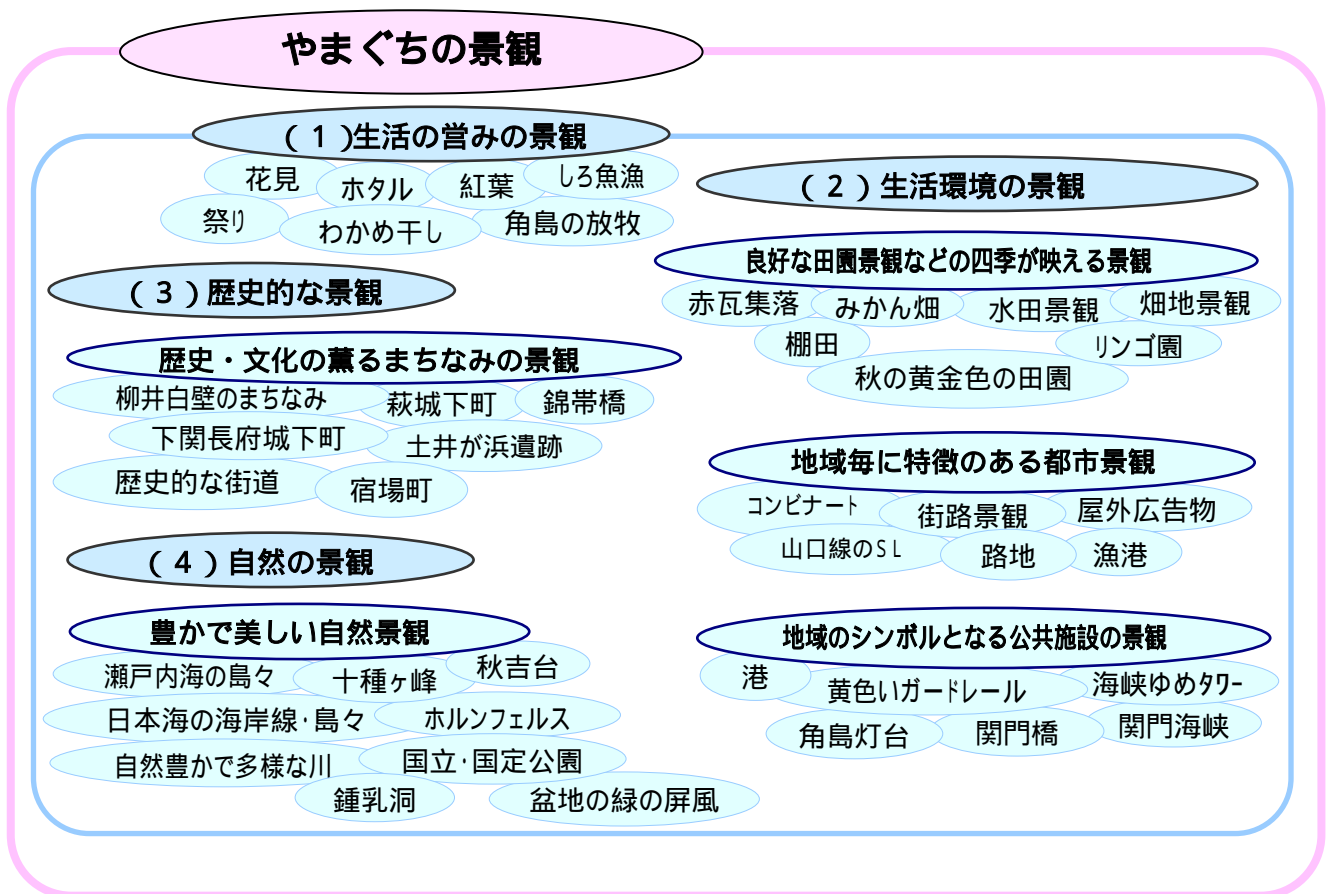 やまぐちの景観
(1)生活の営みの景観
花見
ホタル
紅葉
しろ魚漁
祭り
わかめ干し
角島の放牧
(2)生活環境の景観
良好な田園景観などの四季が映える景観
赤瓦集落
みかん畑
水田景観
畑地景観
棚田
リンゴ園
秋の黄金色の田園
地域毎に特徴のある都市景観
コンビナート
街路景観
屋外広告物
山口線のSL
路地
漁港
地域のシンボルとなる公共施設の景観
港
黄色いガードレール
海峡ゆめタワー
角島灯台
関門橋
関門海峡
(3)歴史的な景観
歴史・文化の薫るまちなみの景観
柳井白壁のまちなみ
萩城下町
錦帯橋
下関長府城下町
土井が浜遺跡
歴史的な街道
宿場町
(4)自然の景観
豊かで美しい自然景観
瀬戸内海の島々
十種ヶ峰
秋吉台
日本海の海岸線・島々
ホルンフェルス
自然豊かで多様な川
国立・国定公園
鍾乳洞
盆地の緑の屏風